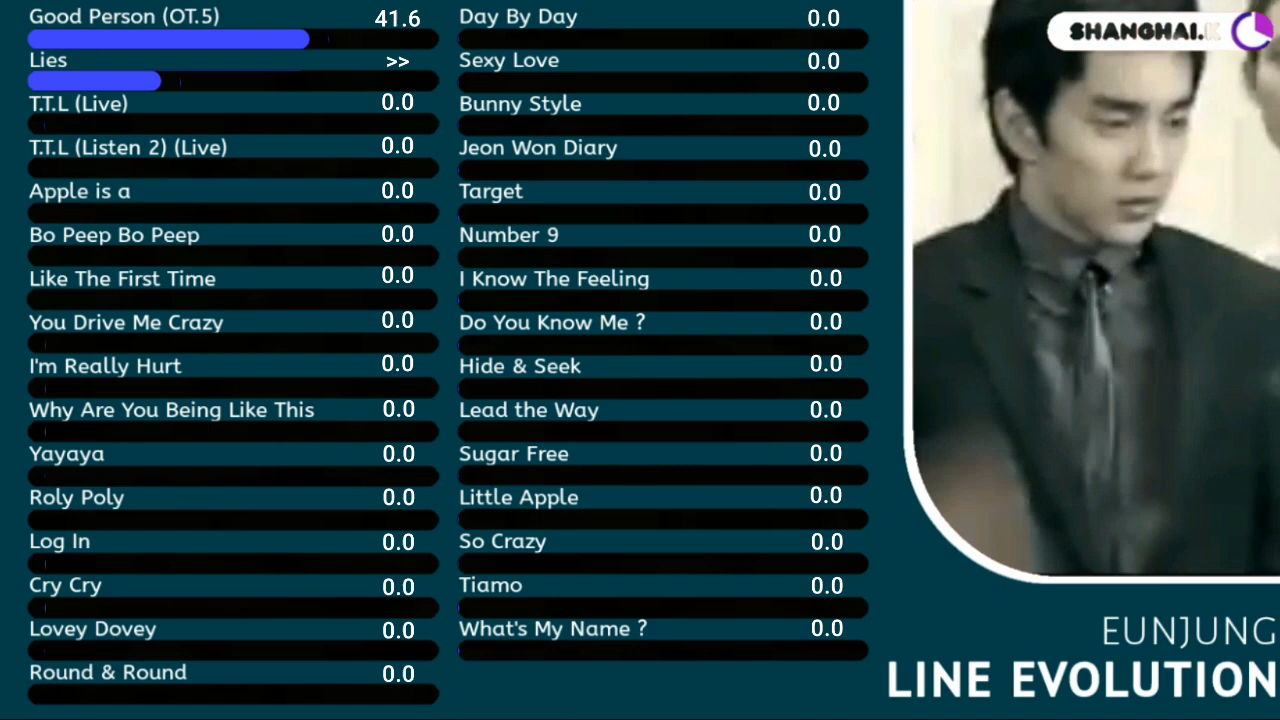 Good Person (OT.5) 41.6
Lies >>
T.T.L (Live) 0.0
T.T.L (Listen 2) (Live) 0.0
Apple is a 0.0
Bo Peep Bo Peep 0.0
Like The First Time 0.0
You Drive Me Crazy 0.0
I'm Really Hurt 0.0
Why Are You Being Like This 0.0
Yayaya 0.0
Roly Poly 0.0
Log In 0.0
Cry Cry 0.0
Lovey Dovey 0.0
Round & Round 0.0
Day By Day 0.0
Sexy Love 0.0
Bunny Style 0.0
Jeon Won Diary 0.0
Target 0.0
Number 9 0.0
I Know The Feeling 0.0
Do You Know Me ? 0.0
Hide & Seek 0.0
Lead the Way 0.0
Sugar Free 0.0
Little Apple 0.0
So Crazy 0.0
Tiamo 0.0
What's My Name ? 0.0
SHANGHAI.K
EUNJUNG
LINE EVOLUTION